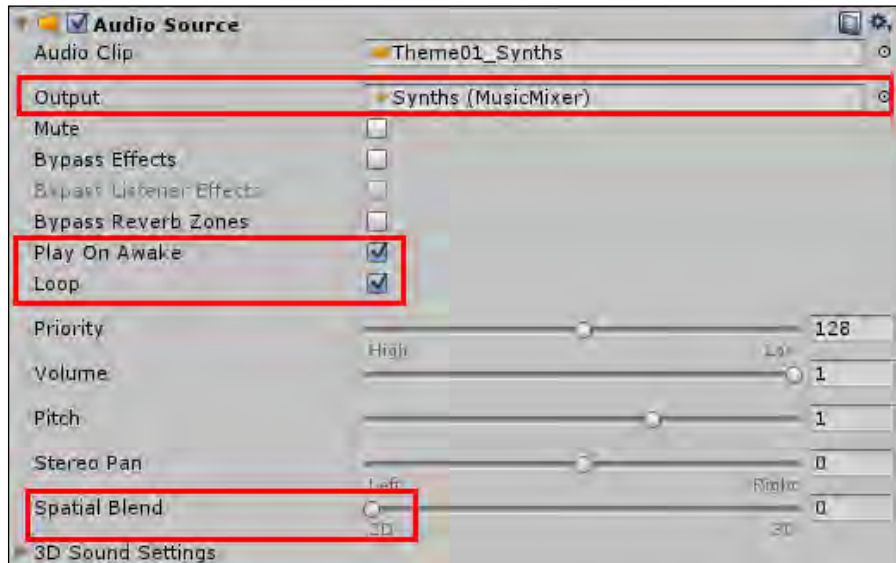 Audio Source
Audio Clip Theme01_Synths
Output Synths (MusicMixer)
Mute
Bypass Effects
Bypass Listener Effects
Bypass Reverb Zones
Play On Awake
Loop
Priority 128
High Low
Volume 1
Pitch 1
Stereo Pan 0
Left Right
Spatial Blend 0
2D 3D
3D Sound Settings